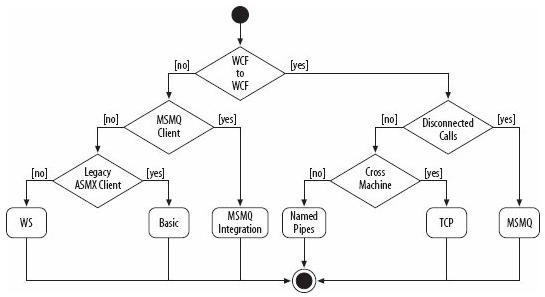 [no]
WCF
to
WCF
[yes]
[no]
MSMQ
Client
[yes]
[no]
Disconnected
Calls
[yes]
[no]
Legacy
ASMX Client
[yes]
[no]
Cross
Machine
[yes]
WS
Basic
MSMQ
Integration
Named
Pipes
TCP
MSMQ